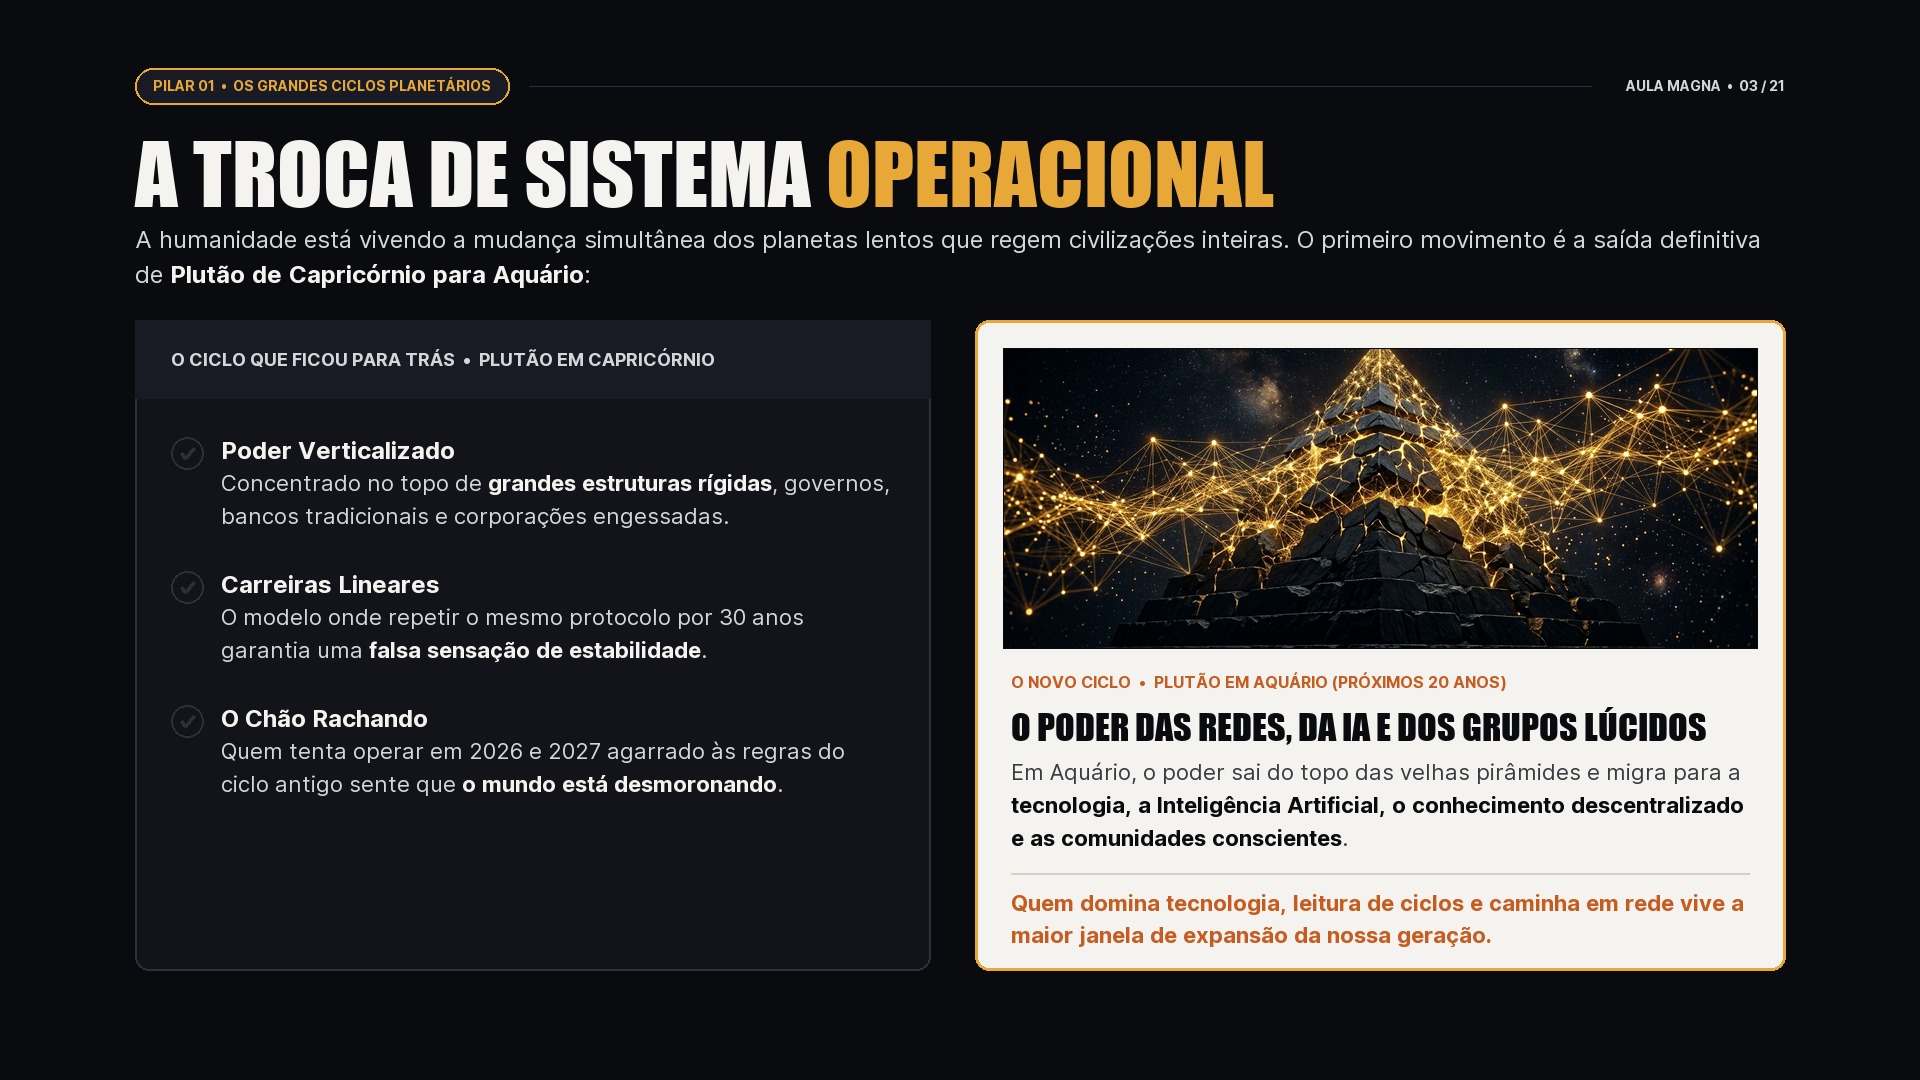 PILAR 01 • OS GRANDES CICLOS PLANETÁRIOS
AULA MAGNA • 03 / 21
A TROCA DE SISTEMA OPERACIONAL
A humanidade está vivendo a mudança simultânea dos planetas lentos que regem civilizações inteiras. O primeiro movimento é a saída definitiva
de Plutão de Capricórnio para Aquário:
O CICLO QUE FICOU PARA TRÁS • PLUTÃO EM CAPRICÓRNIO
Poder Verticalizado
Concentrado no topo de grandes estruturas rígidas, governos,
bancos tradicionais e corporações engessadas.
Carreiras Lineares
O modelo onde repetir o mesmo protocolo por 30 anos
garantia uma falsa sensação de estabilidade.
O Chão Rachando
Quem tenta operar em 2026 e 2027 agarrado às regras do
ciclo antigo sente que o mundo está desmoronando.
O NOVO CICLO • PLUTÃO EM AQUÁRIO (PRÓXIMOS 20 ANOS)
O PODER DAS REDES, DA IA E DOS GRUPOS LÚCIDOS
Em Aquário, o poder sai do topo das velhas pirâmides e migra para a
tecnologia, a Inteligência Artificial, o conhecimento descentralizado
e as comunidades conscientes.
Quem domina tecnologia, leitura de ciclos e caminha em rede vive a
maior janela de expansão da nossa geração.